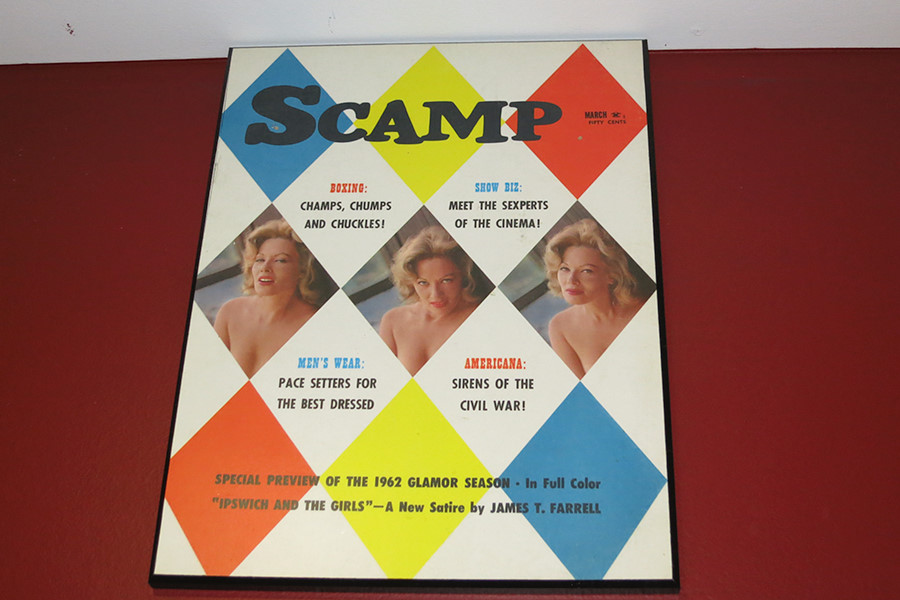 SCAMP
MARCH
FIFTY CENTS
BOXING:
CHAMPS, CHUMPS
AND CHUCKLES!
SHOW BIZ:
MEET THE SEXPERTS
OF THE CINEMA!
MEN'S WEAR:
PACE SETTERS FOR
THE BEST DRESSED
AMERICANA:
SIRENS OF THE
CIVIL WAR!
SPECIAL PREVIEW OF THE 1962 GLAMOR SEASON · In Full Color
"IPSWICH AND THE GIRLS"—A New Satire by JAMES T. FARRELL